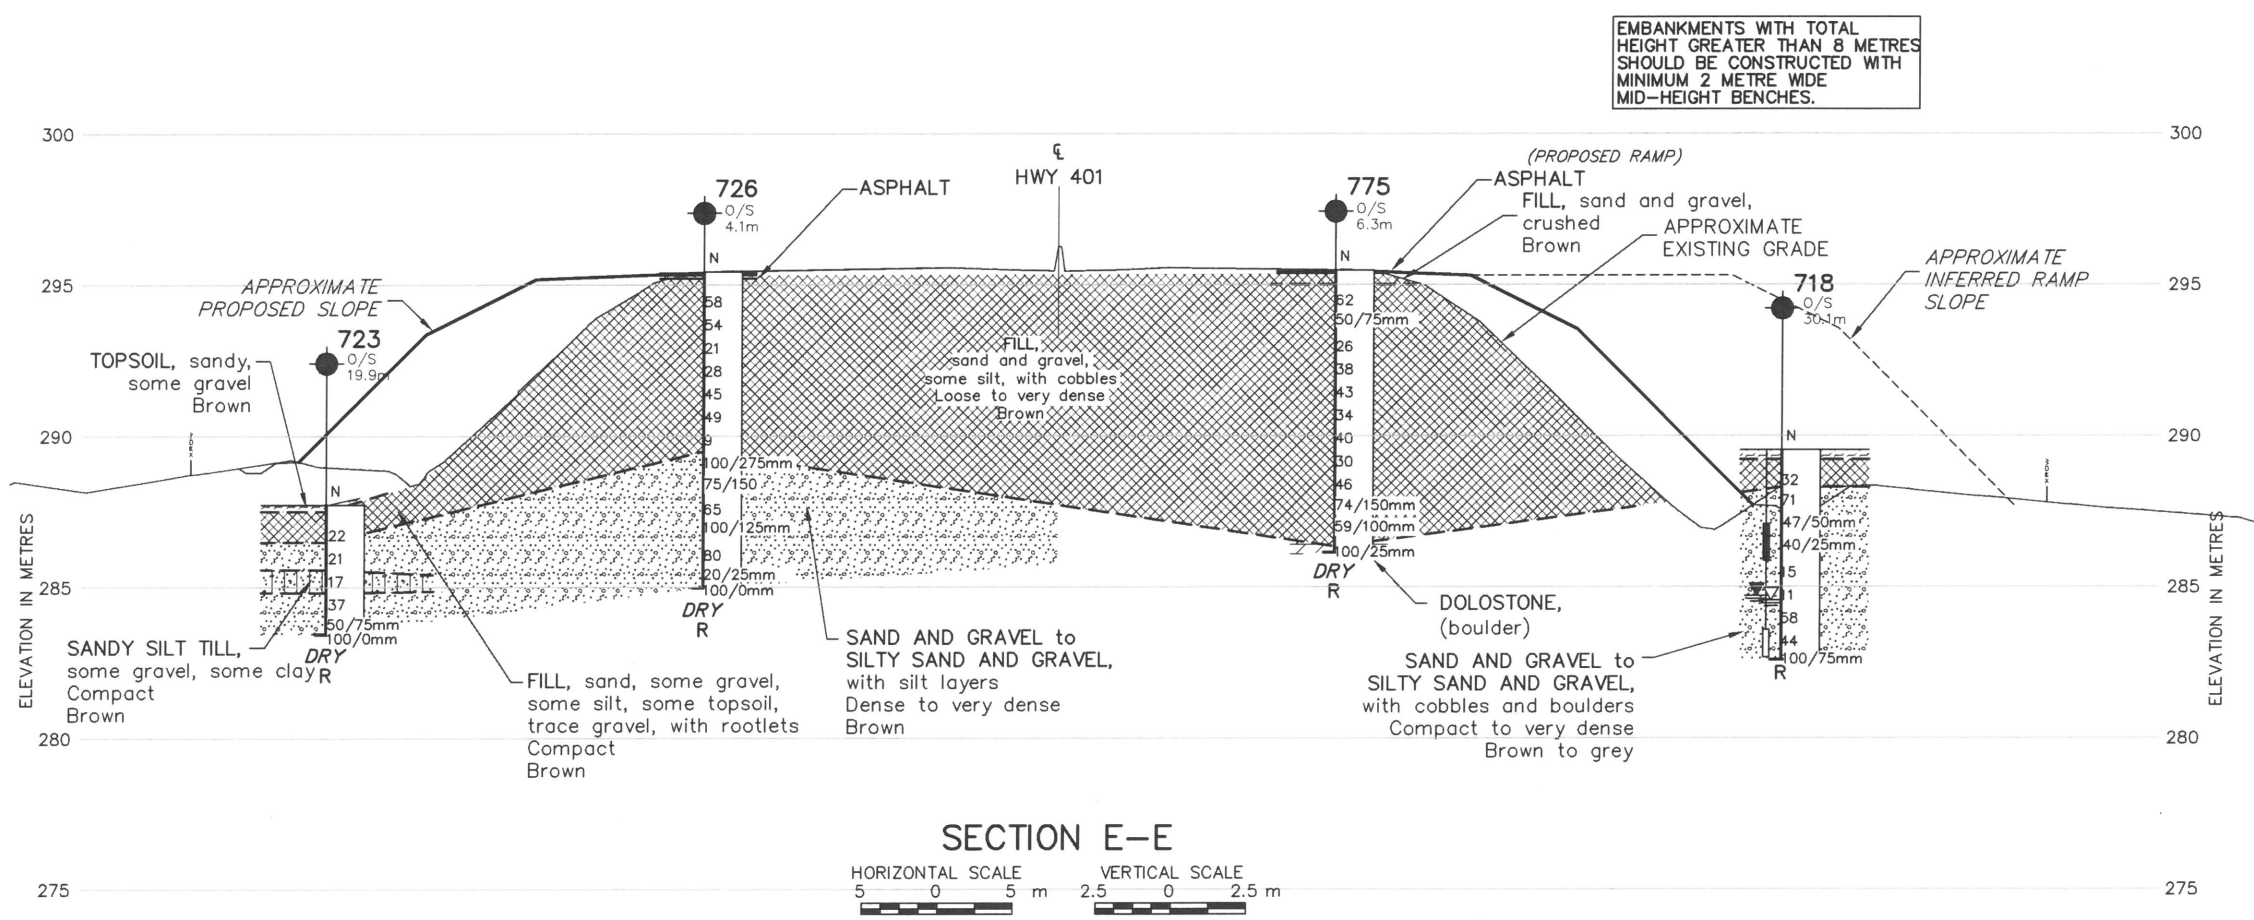 EMBANKMENTS WITH TOTAL
HEIGHT GREATER THAN 8 METRES
SHOULD BE CONSTRUCTED WITH
MINIMUM 2 METRE WIDE
MID-HEIGHT BENCHES.
300
300
℄
HWY 401
726
O/S
4.1m
N
ASPHALT
775
O/S
6.3m
(PROPOSED RAMP)
ASPHALT
FILL, sand and gravel,
crushed
Brown
APPROXIMATE
EXISTING GRADE
APPROXIMATE
INFERRED RAMP
SLOPE
718
O/S
30.1m
295
295
APPROXIMATE
PROPOSED SLOPE
723
O/S
19.9m
TOPSOIL, sandy,
some gravel
Brown
58
54
21
28
45
49
9
100/275mm
75/150
65
100/125mm
80
20/25mm
100/0mm
DRY
R
FILL,
sand and gravel,
some silt, with cobbles
Loose to very dense
Brown
62
50/75mm
26
38
43
34
40
30
46
74/150mm
59/100mm
100/25mm
DRY
R
290
290
N
22
21
17
37
50/75mm
100/0mm
DRY
R
N
32
71
47/50mm
40/25mm
15
11
58
44
100/75mm
R
285
285
ELEVATION IN METRES
ELEVATION IN METRES
SANDY SILT TILL,
some gravel, some clay
Compact
Brown
FILL, sand, some gravel,
some silt, some topsoil,
trace gravel, with rootlets
Compact
Brown
SAND AND GRAVEL to
SILTY SAND AND GRAVEL,
with silt layers
Dense to very dense
Brown
DOLOSTONE,
(boulder)
SAND AND GRAVEL to
SILTY SAND AND GRAVEL,
with cobbles and boulders
Compact to very dense
Brown to grey
280
280
SECTION E-E
HORIZONTAL SCALE
5 0 5 m
VERTICAL SCALE
2.5 0 2.5 m
275
275